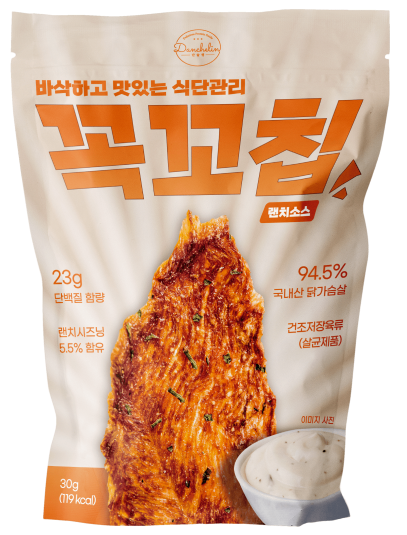 Danchelin
바삭하고 맛있는 식단관리
꼭꼬칩
랜치소스
23g
단백질 함량
랜치시즈닝
5.5% 함유
94.5%
국내산 닭가슴살
건조저장육류
(살균제품)
이미지 사진
30g
(119 kcal)